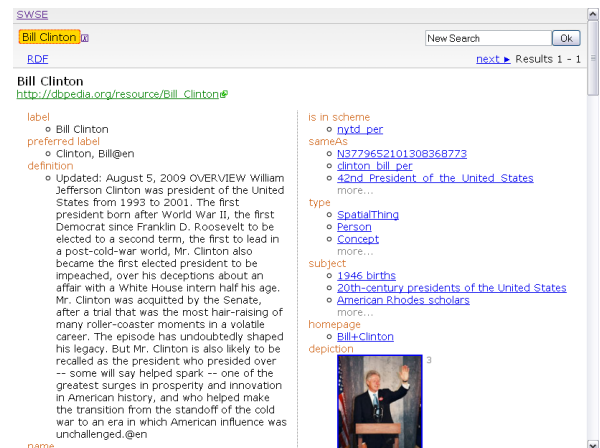 SWSE
Bill Clinton
New Search
Ok
RDF
next ► Results 1 - 1
Bill Clinton
http://dbpedia.org/resource/Bill_Clinton
label
Bill Clinton
preferred label
Clinton, Bill@en
definition
Updated: August 5, 2009 OVERVIEW William
Jefferson Clinton was president of the United
States from 1993 to 2001. The first
president born after World War II, the first
Democrat since Franklin D. Roosevelt to be
elected to a second term, the first to lead in
a post-cold-war world, Mr. Clinton also
became the first elected president to be
impeached, over his deceptions about an
affair with a White House intern half his age.
Mr. Clinton was acquitted by the Senate,
after a trial that was the most hair-raising of
many roller-coaster moments in a volatile
career. The episode has undoubtedly shaped
his legacy. But Mr. Clinton is also likely to be
recalled as the president who presided over
-- some will say helped spark -- one of the
greatest surges in prosperity and innovation
in American history, and who helped make
the transition from the standoff of the cold
war to an era in which American influence was
unchallenged.@en
name
is in scheme
nytd_per
sameAs
N3779652101308368773
clinton_bill_per
42nd_President_of_the_United_States
more...
type
SpatialThing
Person
Concept
more...
subject
1946 births
20th-century presidents of the United States
American Rhodes scholars
more...
homepage
Bill+Clinton
depiction
3